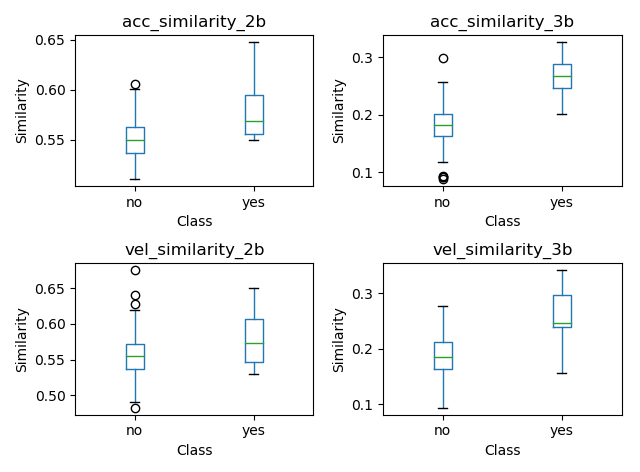 acc_similarity_2b
0.65
0.60
0.55
Similarity
no
yes
Class
acc_similarity_3b
0.3
0.2
0.1
Similarity
no
yes
Class
vel_similarity_2b
0.65
0.60
0.55
0.50
Similarity
no
yes
Class
vel_similarity_3b
0.3
0.2
0.1
Similarity
no
yes
Class